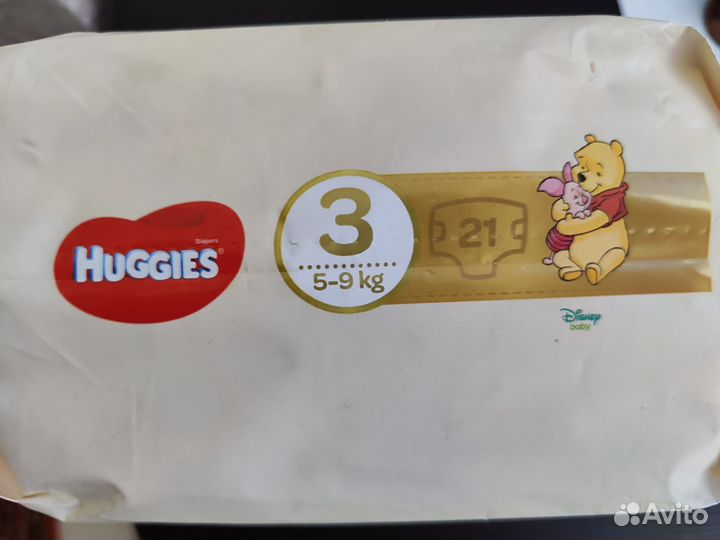 Diapers
HUGGIES
3
5-9 kg
21
Disney
baby
Avito